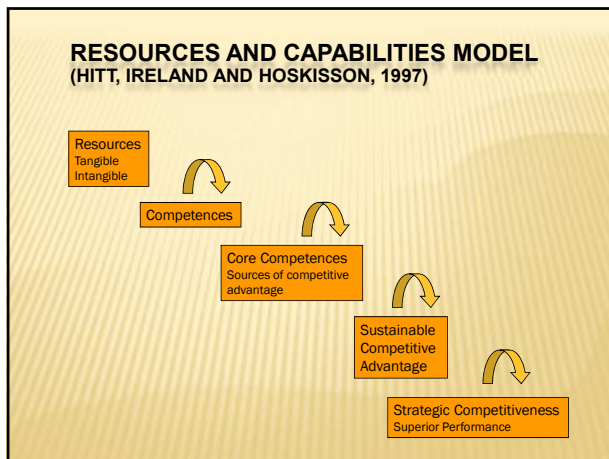 RESOURCES AND CAPABILITIES MODEL
(HITT, IRELAND AND HOSKISSON, 1997)
Resources
Tangible
Intangible
Competences
Core Competences
Sources of competitive
advantage
Sustainable
Competitive
Advantage
Strategic Competitiveness
Superior Performance